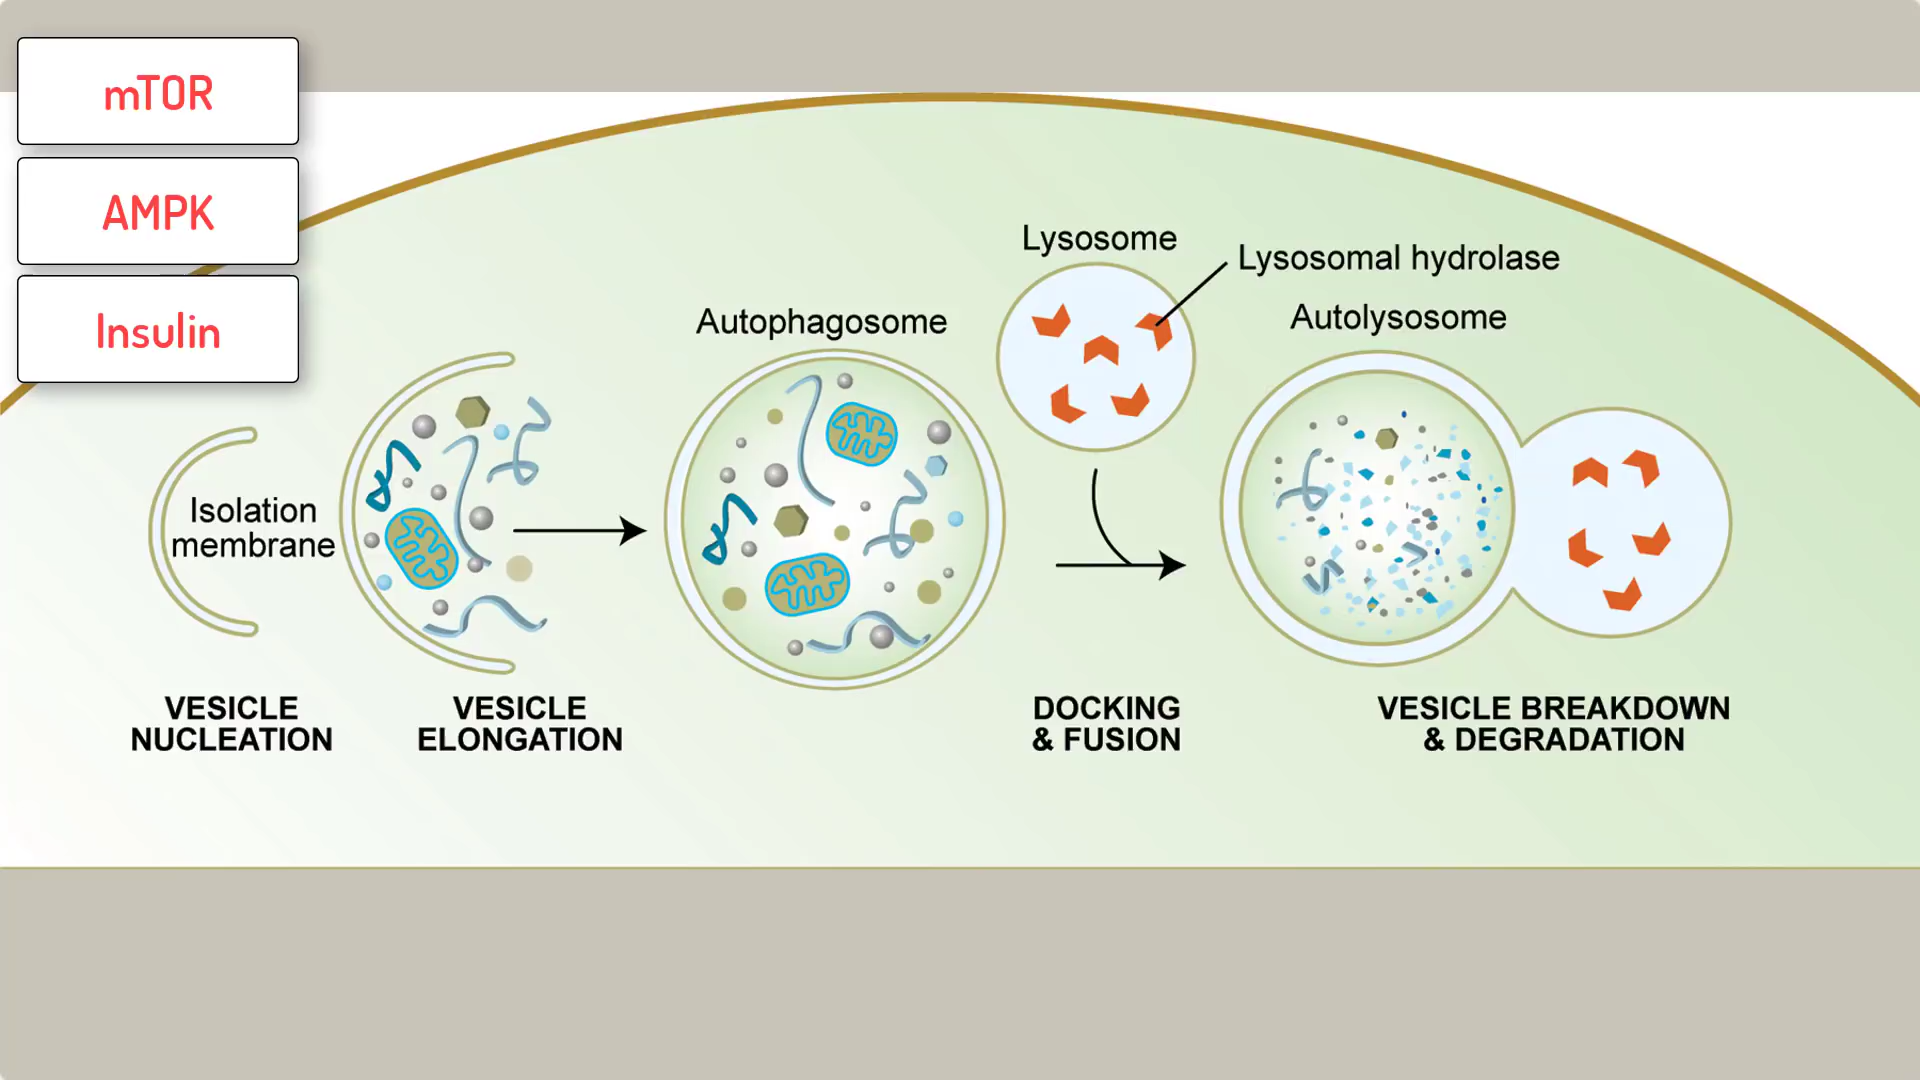 mTOR
AMPK
Insulin
Lysosome
Lysosomal hydrolase
Autophagosome
Autolysosome
Isolation
membrane
VESICLE
NUCLEATION
VESICLE
ELONGATION
DOCKING
& FUSION
VESICLE BREAKDOWN
& DEGRADATION